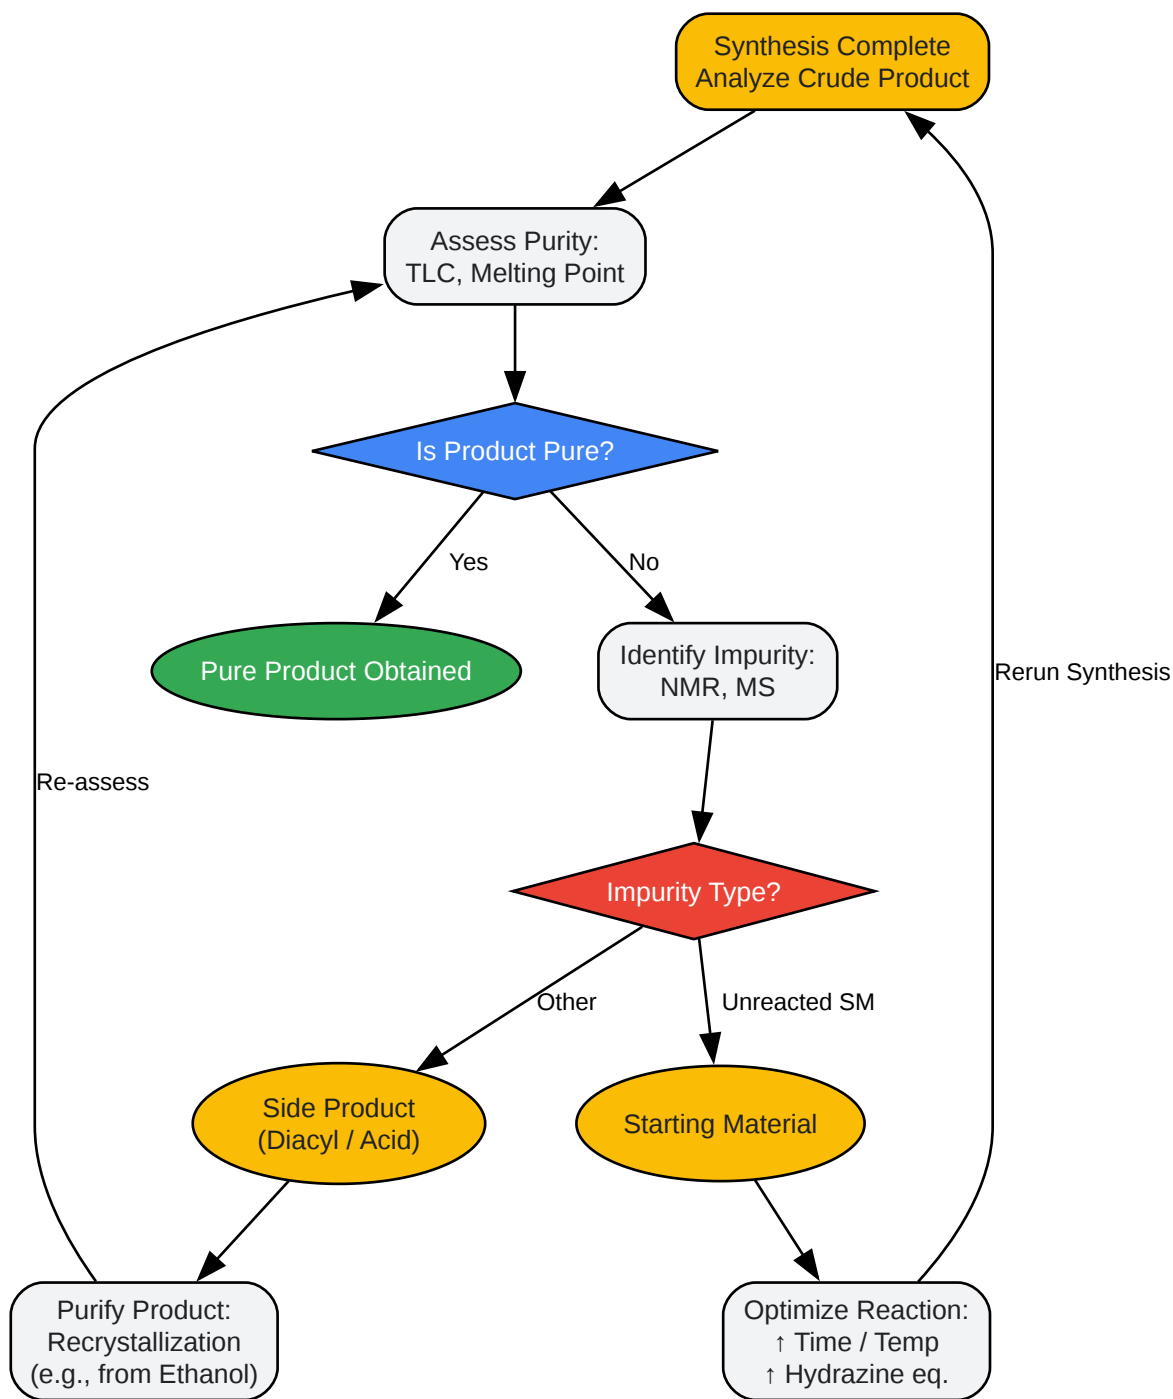 Synthesis Complete
Analyze Crude Product
Assess Purity:
TLC, Melting Point
Is Product Pure?
Yes
No
Pure Product Obtained
Identify Impurity:
NMR, MS
Rerun Synthesis
Re-assess
Impurity Type?
Other
Unreacted SM
Side Product
(Diacyl / Acid)
Starting Material
Purify Product:
Recrystallization
(e.g., from Ethanol)
Optimize Reaction:
↑ Time / Temp
↑ Hydrazine eq.